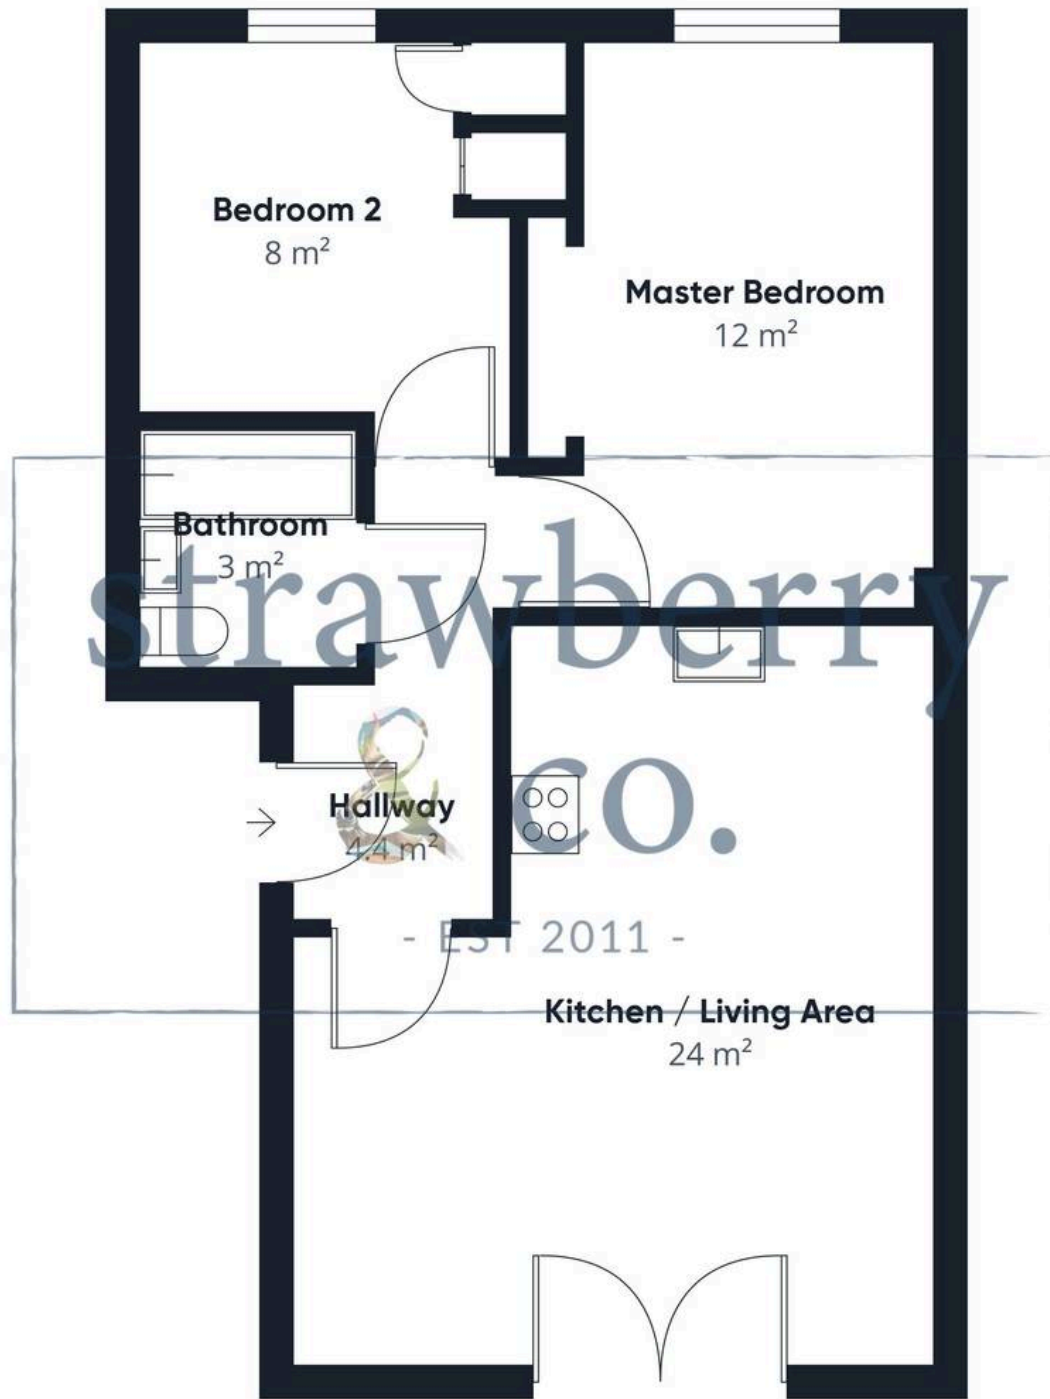 Bedroom 2
8 m²
Master Bedroom
12 m²
Bathroom
3 m²
strawberry
& co.
Hallway
4.4 m²
- EST 2011 -
Kitchen / Living Area
24 m²